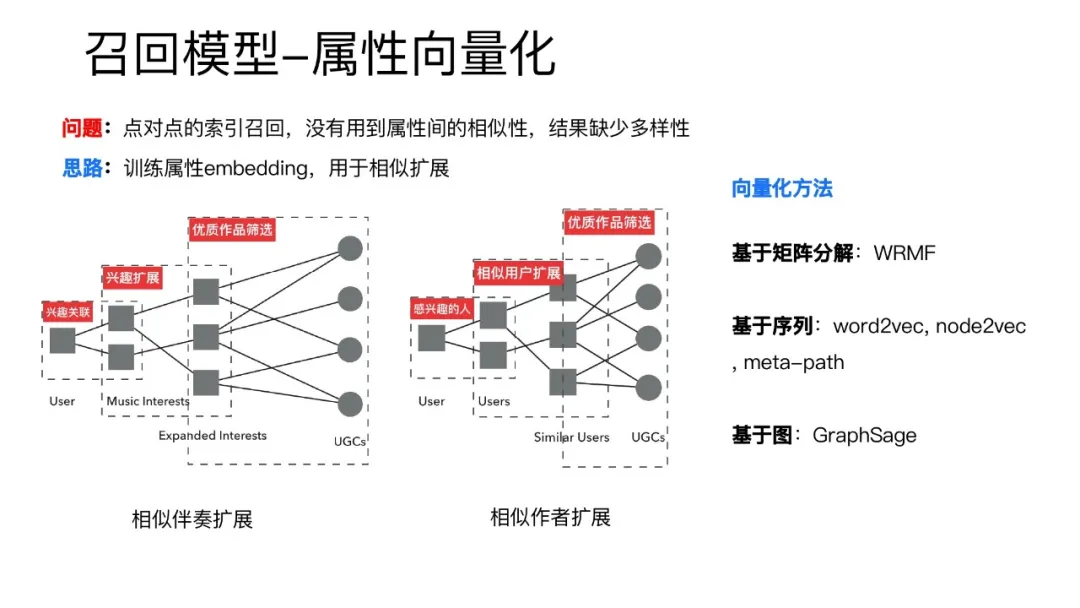 召回模型-属性向量化
问题：点对点的索引召回，没有用到属性间的相似性，结果缺少多样性
思路：训练属性embedding，用于相似扩展
优质作品筛选
兴趣扩展
兴趣关联
User
Music Interests
Expanded Interests
UGCs
相似伴奏扩展
优质作品筛选
相似用户扩展
感兴趣的人
User
Users
Similar Users
UGCs
相似作者扩展
向量化方法
基于矩阵分解：WRMF
基于序列：word2vec, node2vec
, meta-path
基于图：GraphSage